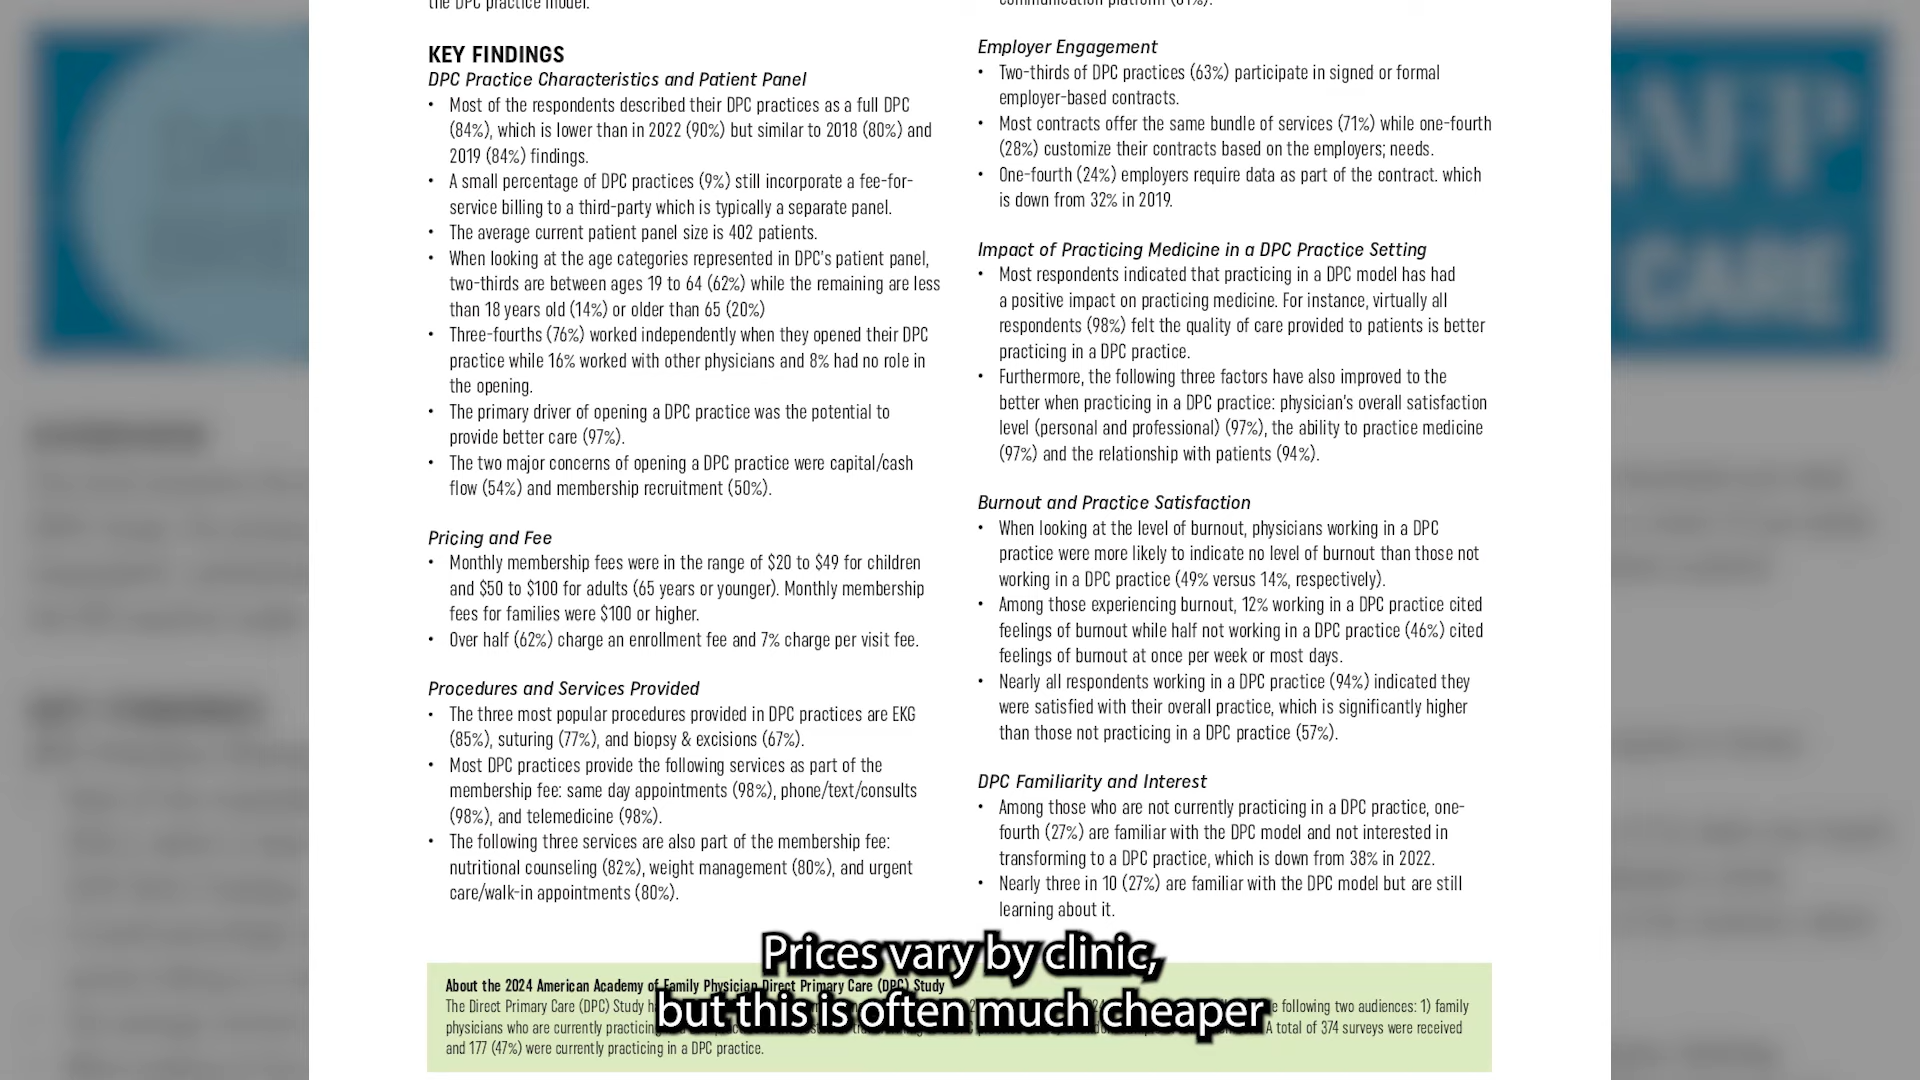 the DPC practice model.
KEY FINDINGS
DPC Practice Characteristics and Patient Panel
• Most of the respondents described their DPC practices as a full DPC
(84%), which is lower than in 2022 (90%) but similar to 2018 (80%) and
2019 (84%) findings.
• A small percentage of DPC practices (9%) still incorporate a fee-for-
service billing to a third-party which is typically a separate panel.
• The average current patient panel size is 402 patients.
• When looking at the age categories represented in DPC's patient panel,
two-thirds are between ages 19 to 64 (62%) while the remaining are less
than 18 years old (14%) or older than 65 (20%)
• Three-fourths (76%) worked independently when they opened their DPC
practice while 16% worked with other physicians and 8% had no role in
the opening.
• The primary driver of opening a DPC practice was the potential to
provide better care (97%).
• The two major concerns of opening a DPC practice were capital/cash
flow (54%) and membership recruitment (50%).
Pricing and Fee
• Monthly membership fees were in the range of $20 to $49 for children
and $50 to $100 for adults (65 years or younger). Monthly membership
fees for families were $100 or higher.
• Over half (62%) charge an enrollment fee and 7% charge per visit fee.
Procedures and Services Provided
• The three most popular procedures provided in DPC practices are EKG
(85%), suturing (77%), and biopsy & excisions (67%).
• Most DPC practices provide the following services as part of the
membership fee: same day appointments (98%), phone/text/consults
(98%), and telemedicine (98%).
• The following three services are also part of the membership fee:
nutritional counseling (82%), weight management (80%), and urgent
care/walk-in appointments (80%).
communication platform (81%).
Employer Engagement
• Two-thirds of DPC practices (63%) participate in signed or formal
employer-based contracts.
• Most contracts offer the same bundle of services (71%) while one-fourth
(28%) customize their contracts based on the employers; needs.
• One-fourth (24%) employers require data as part of the contract. which
is down from 32% in 2019.
Impact of Practicing Medicine in a DPC Practice Setting
• Most respondents indicated that practicing in a DPC model has had
a positive impact on practicing medicine. For instance, virtually all
respondents (98%) felt the quality of care provided to patients is better
practicing in a DPC practice.
• Furthermore, the following three factors have also improved to the
better when practicing in a DPC practice: physician's overall satisfaction
level (personal and professional) (97%), the ability to practice medicine
(97%) and the relationship with patients (94%).
Burnout and Practice Satisfaction
• When looking at the level of burnout, physicians working in a DPC
practice were more likely to indicate no level of burnout than those not
working in a DPC practice (49% versus 14%, respectively).
• Among those experiencing burnout, 12% working in a DPC practice cited
feelings of burnout while half not working in a DPC practice (46%) cited
feelings of burnout at once per week or most days.
• Nearly all respondents working in a DPC practice (94%) indicated they
were satisfied with their overall practice, which is significantly higher
than those not practicing in a DPC practice (57%).
DPC Familiarity and Interest
• Among those who are not currently practicing in a DPC practice, one-
fourth (27%) are familiar with the DPC model and not interested in
transforming to a DPC practice, which is down from 38% in 2022.
• Nearly three in 10 (27%) are familiar with the DPC model but are still
learning about it.
About the 2024 American Academy of Family Physician Direct Primary Care (DPC) Study
The Direct Primary Care (DPC) Study following two audiences: 1) family
physicians who are currently practicing A total of 374 surveys were received
and 177 (47%) were currently practicing in a DPC practice.
Prices vary by clinic,
but this is often much cheaper
CARE